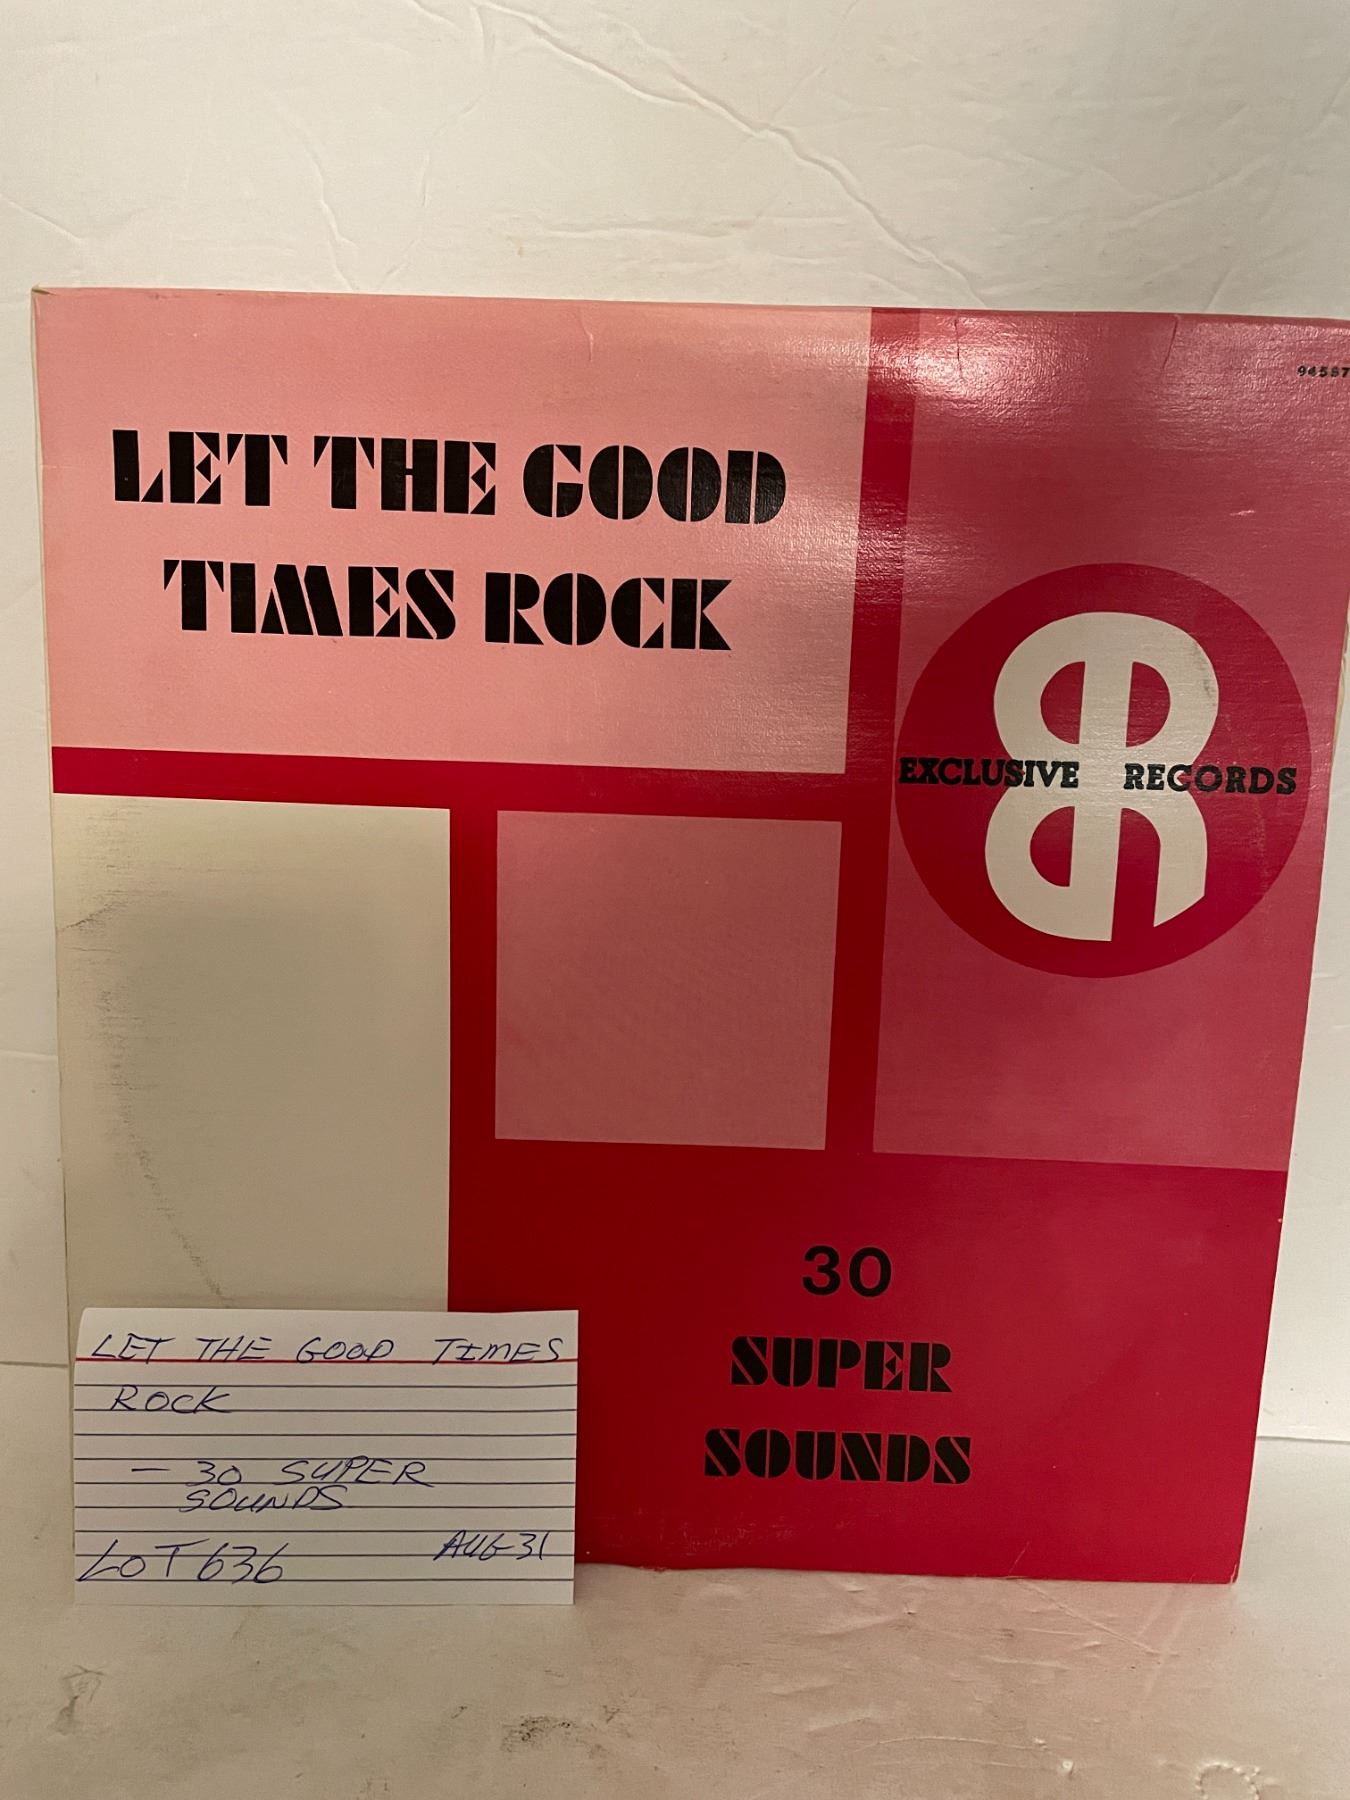 94587
LET THE GOOD
TIMES ROCK
EXCLUSIVE RECORDS
30
SUPER
SOUNDS
LET THE GOOD TIMES
ROCK
- 30 SUPER
SOUNDS
LOT 636 AUG 31